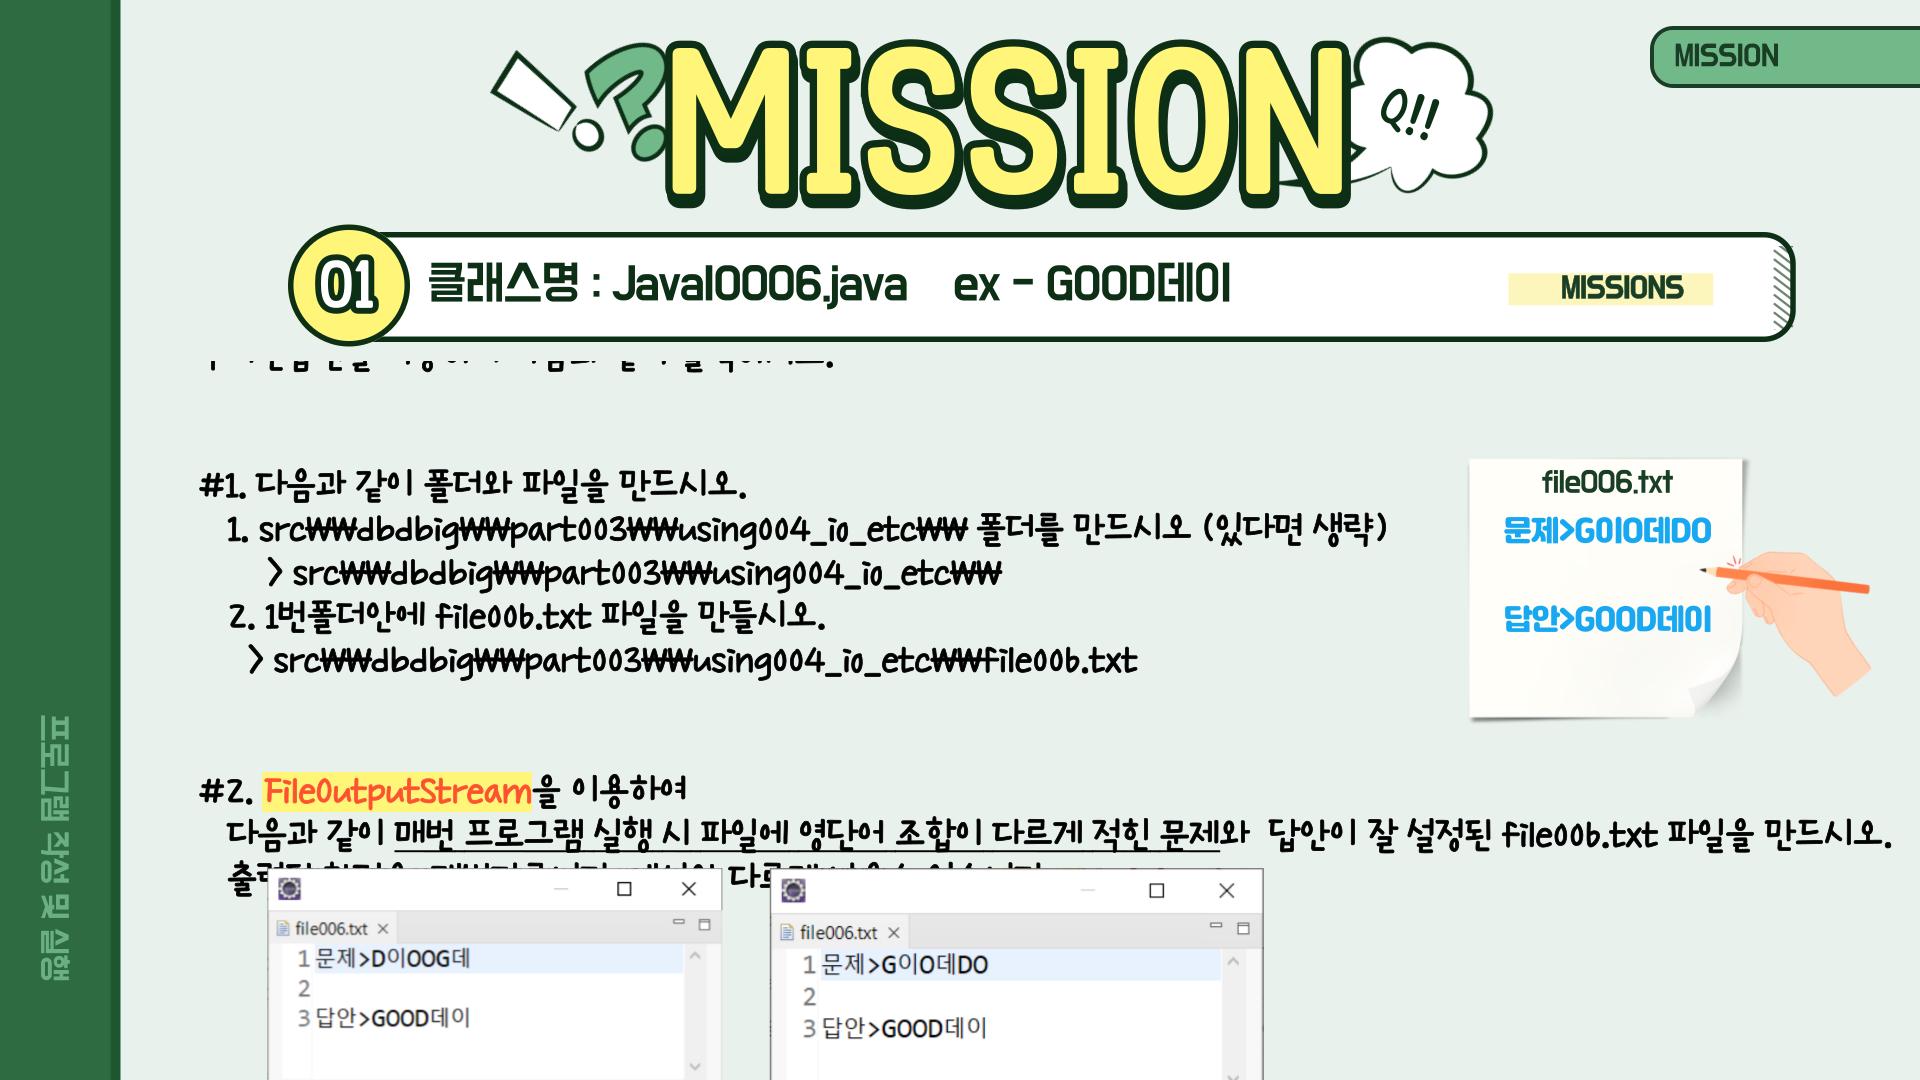 MISSION
MISSION
Q!!
01 클래스명 : JavaIO006.java ex - GOOD데이
MISSIONS
#1. 다음과 같이 폴더와 파일을 만드시오.
1. src₩₩dbdbig₩₩part003₩₩using004_io_etc₩₩ 폴더를 만드시오 (있다면 생략)
> src₩₩dbdbig₩₩part003₩₩using004_io_etc₩₩
2. 1번폴더안에 file006.txt 파일을 만들시오.
> src₩₩dbdbig₩₩part003₩₩using004_io_etc₩₩file006.txt
file006.txt
문제>G이O데DO
답안>GOOD데이
#2. FileOutputStream을 이용하여
다음과 같이 매번 프로그램 실행 시 파일에 영단어 조합이 다르게 적힌 문제와 답안이 잘 설정된 file006.txt 파일을 만드시오.
file006.txt
1 문제>D이OOG데
2
3 답안>GOOD데이
file006.txt
1 문제>G이O데DO
2
3 답안>GOOD데이
프로그램 작성 및 실행